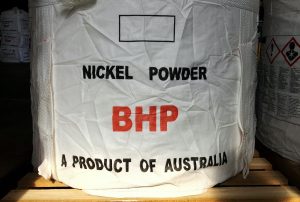 NICKEL POWDER
BHP
A PRODUCT OF AUSTRALIA